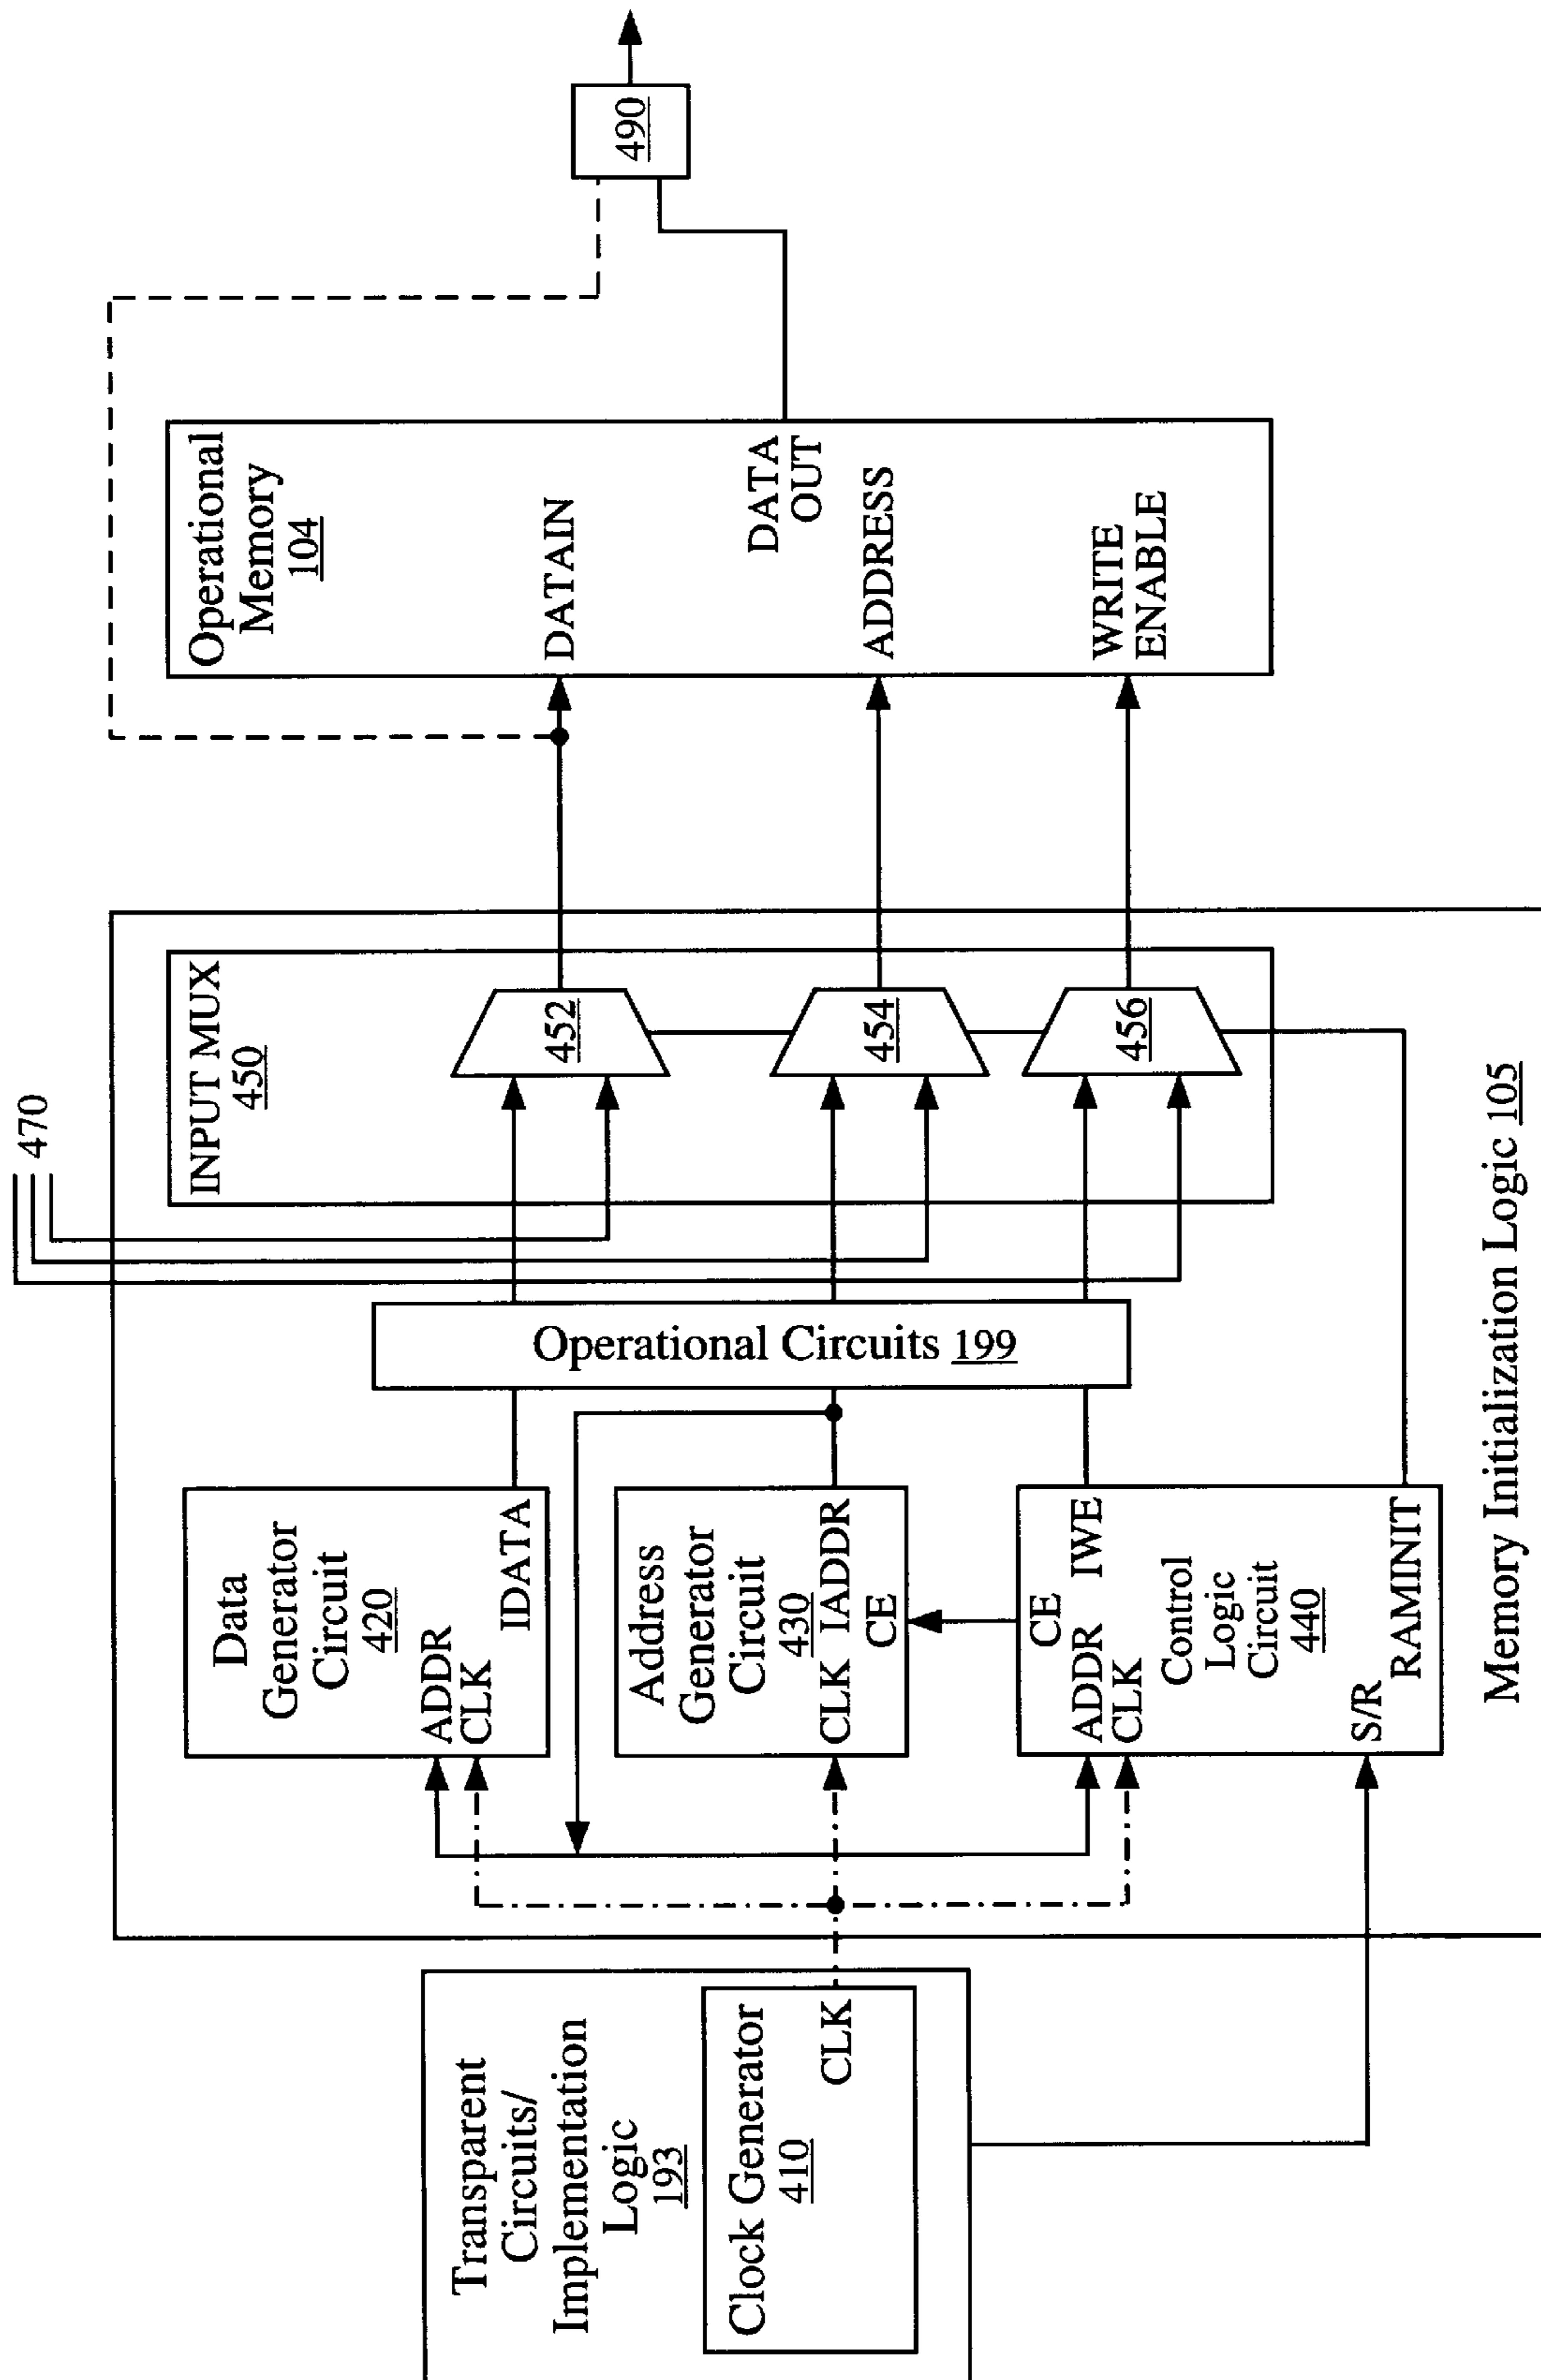 Transparent
Circuits/
Implementation
Logic
193
Clock Generator
410
CLK
Data
Generator
Circuit
420
ADDR
CLK
IDATA
Address
Generator
Circuit
430
CLK IADDR
CE
CE
ADDR IWE
CLK
Control
Logic
Circuit
440
S/R
RAMINIT
Operational Circuits 199
470
INPUT MUX
450
452
454
456
Memory Initialization Logic 105
Operational
Memory
104
DATAIN
DATA
OUT
ADDRESS
WRITE
ENABLE
490